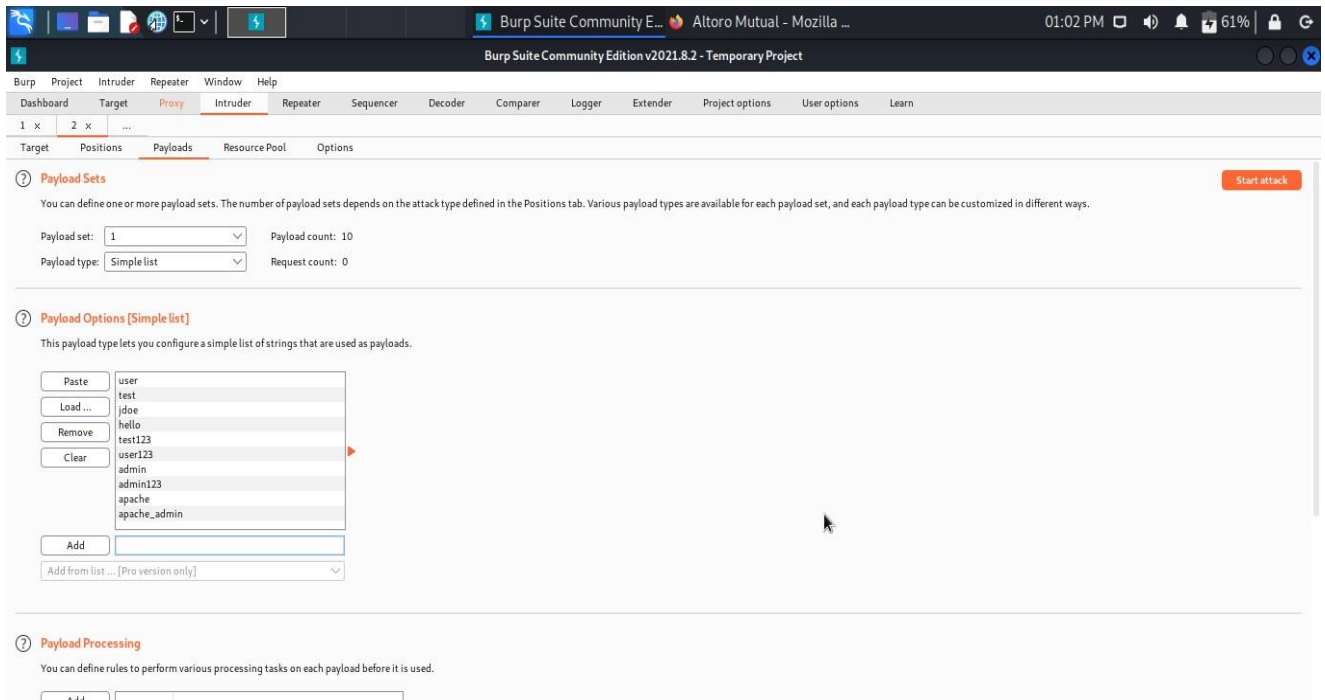 Burp Suite Community E... Altoro Mutual - Mozilla ... 01:02 PM 61%
Burp Suite Community Edition v2021.8.2 - Temporary Project
Burp Project Intruder Repeater Window Help
Dashboard Target Proxy Intruder Repeater Sequencer Decoder Comparer Logger Extender Project options User options Learn
1 x 2 x ...
Target Positions Payloads Resource Pool Options
? Payload Sets Start attack
You can define one or more payload sets. The number of payload sets depends on the attack type defined in the Positions tab. Various payload types are available for each payload set, and each payload type can be customized in different ways.
Payload set: 1 Payload count: 10
Payload type: Simple list Request count: 0
? Payload Options [Simple list]
This payload type lets you configure a simple list of strings that are used as payloads.
Paste
Load ...
Remove
Clear
user
test
jdoe
hello
test123
user123
admin
admin123
apache
apache_admin
Add
Add from list ... [Pro version only]
? Payload Processing
You can define rules to perform various processing tasks on each payload before it is used.
Add